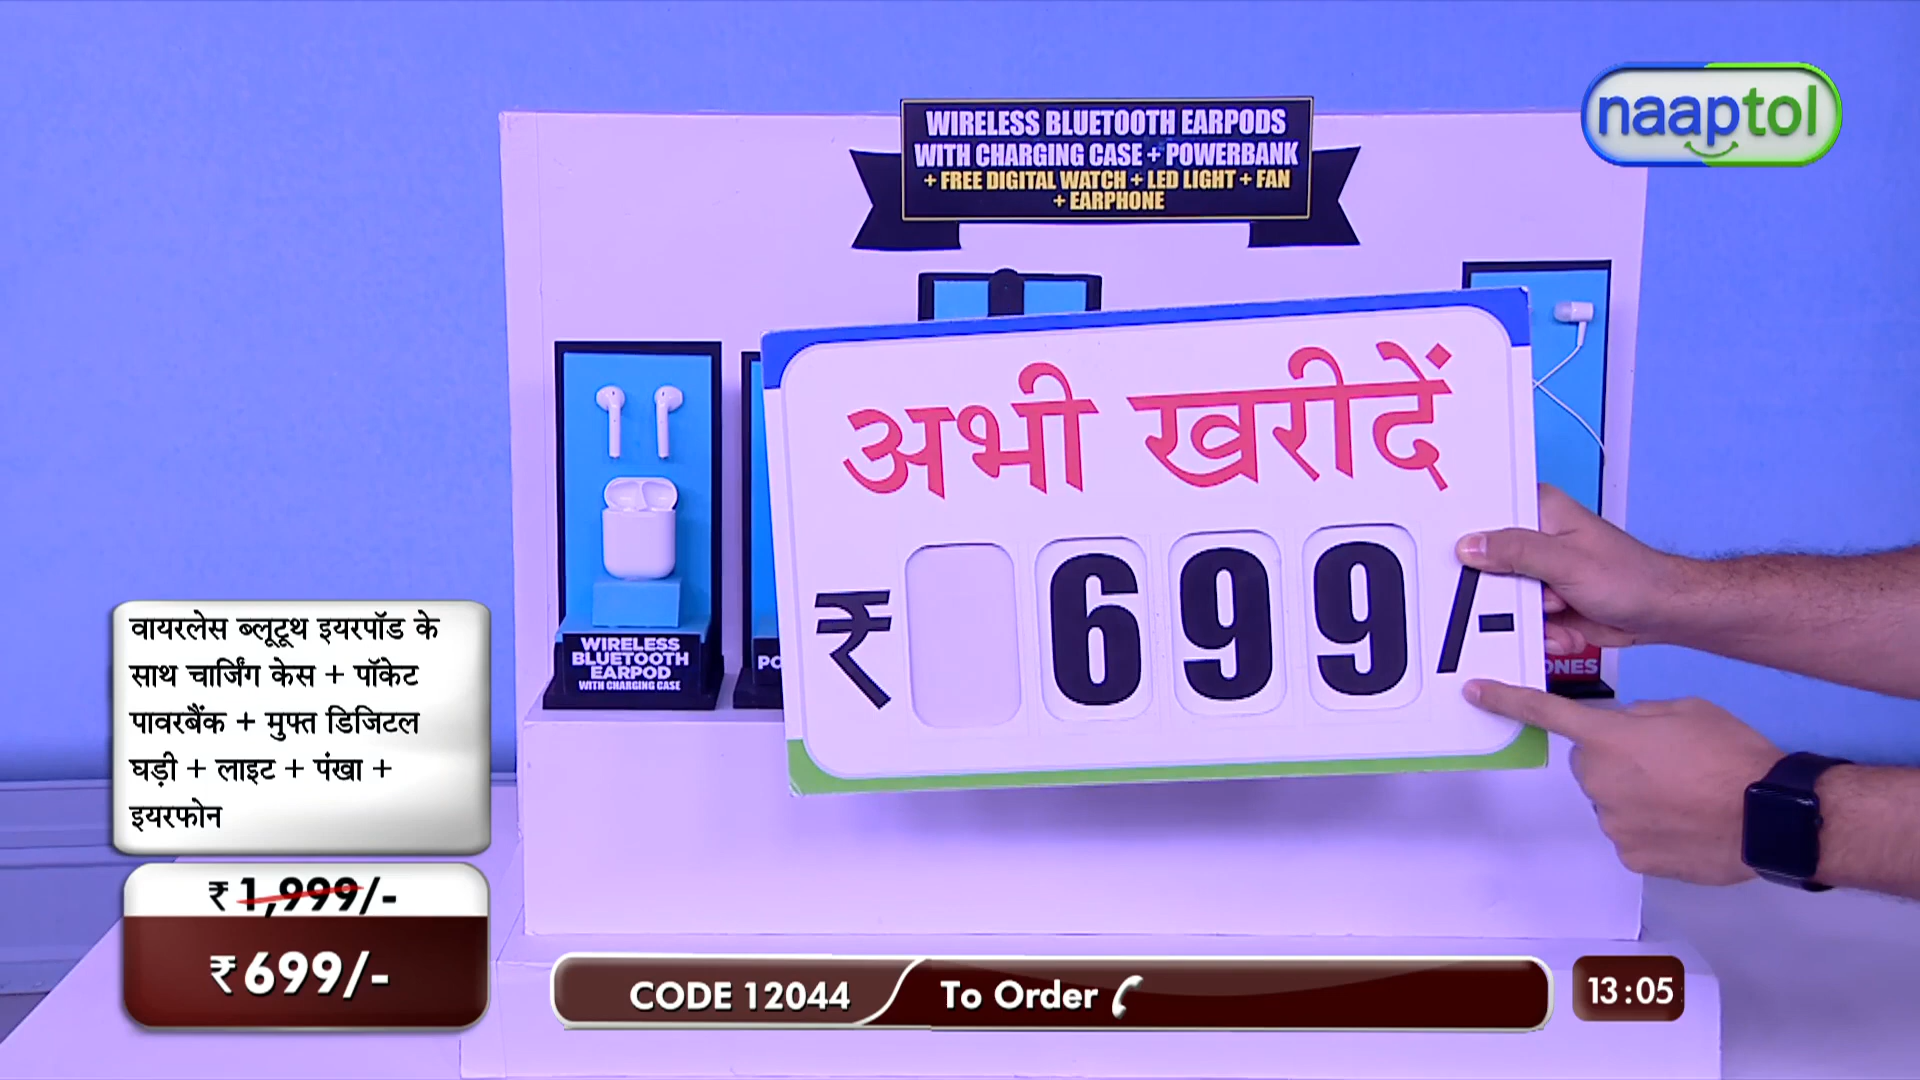 naaptol
WIRELESS BLUETOOTH EARPODS
WITH CHARGING CASE + POWERBANK
+ FREE DIGITAL WATCH + LED LIGHT + FAN
+ EARPHONE
अभी खरीदें
₹ 699/-
WIRELESS
BLUETOOTH
EARPOD
WITH CHARGING CASE
PO
ONES
वायरलेस ब्लूटूथ इयरपॉड के
साथ चार्जिंग केस + पॉकेट
पावरबैंक + मुफ्त डिजिटल
घड़ी + लाइट + पंखा +
इयरफोन
₹ 1,999/-
₹ 699/-
CODE 12044
To Order
13:05